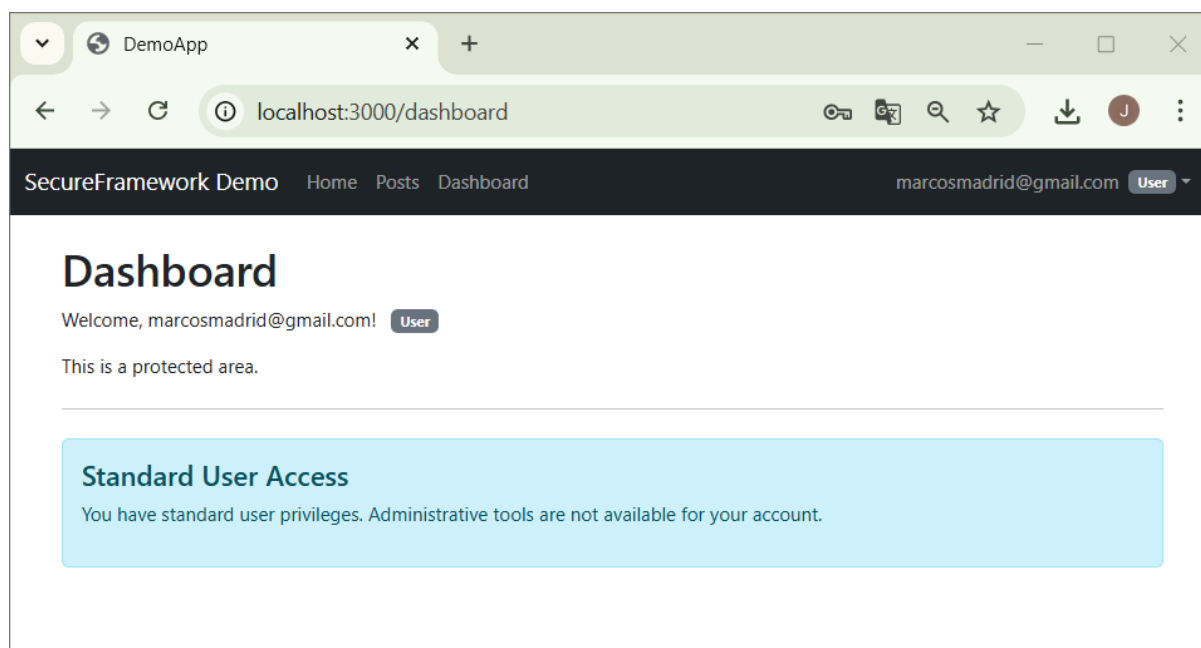 DemoApp
localhost:3000/dashboard
J
SecureFramework Demo Home Posts Dashboard marcosmadrid@gmail.com User
Dashboard
Welcome, marcosmadrid@gmail.com! User
This is a protected area.
Standard User Access
You have standard user privileges. Administrative tools are not available for your account.